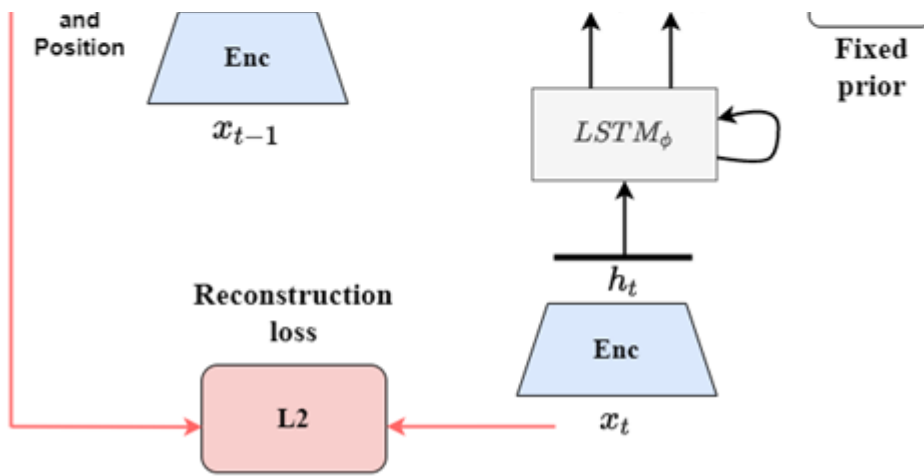 and
Position
Enc
x_{t-1}
LSTM_ϕ
Fixed
prior
h_t
Reconstruction
loss
Enc
L2
x_t